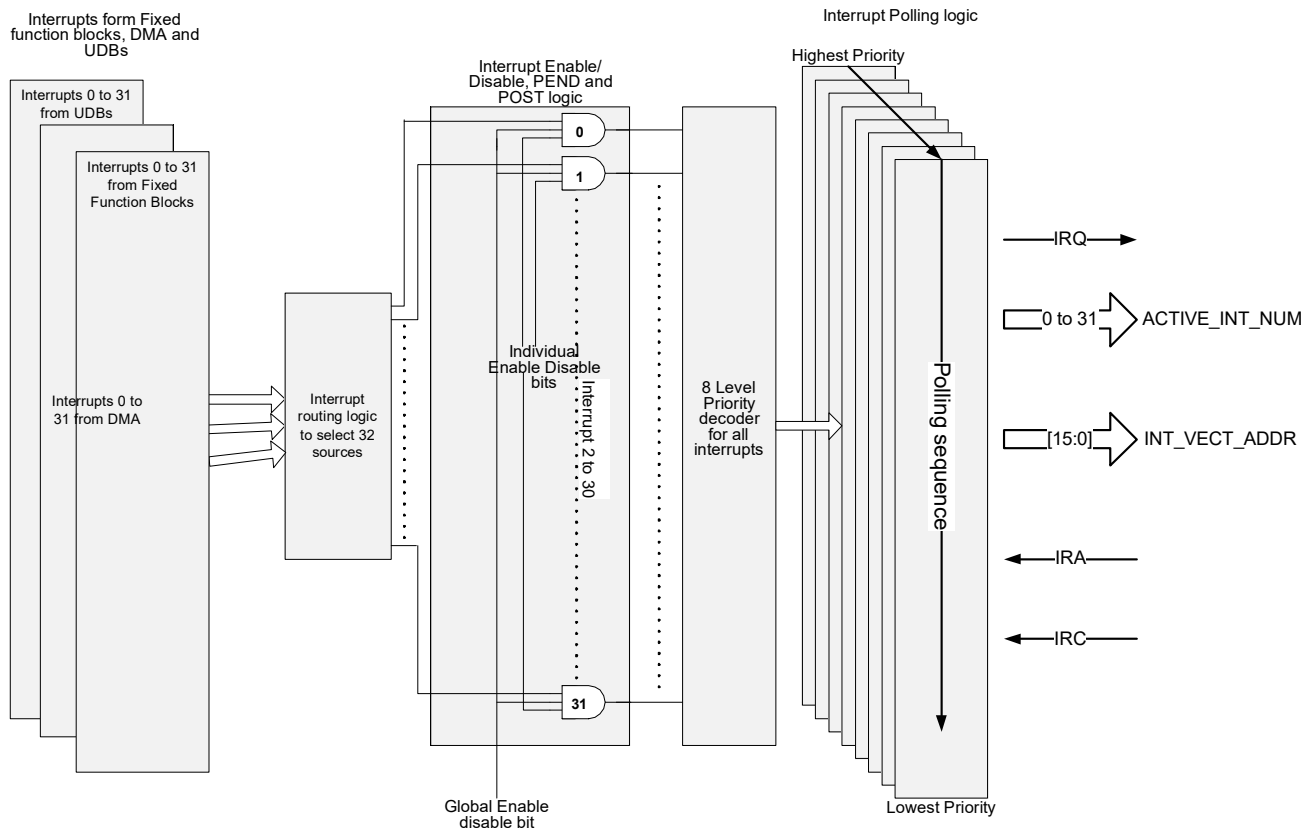 Interrupts form Fixed
function blocks, DMA and
UDBs
Interrupts 0 to 31
from UDBs
Interrupts 0 to 31
from Fixed
Function Blocks
Interrupts 0 to
31 from DMA
Interrupt
routing logic
to select 32
sources
Interrupt Enable/
Disable, PEND and
POST logic
0
1
Individual
Enable Disable
bits
Interrupt 2 to 30
31
Global Enable
disable bit
8 Level
Priority
decoder
for all
interrupts
Interrupt Polling logic
Highest Priority
Polling sequence
Lowest Priority
IRQ
0 to 31
ACTIVE_INT_NUM
[15:0]
INT_VECT_ADDR
IRA
IRC